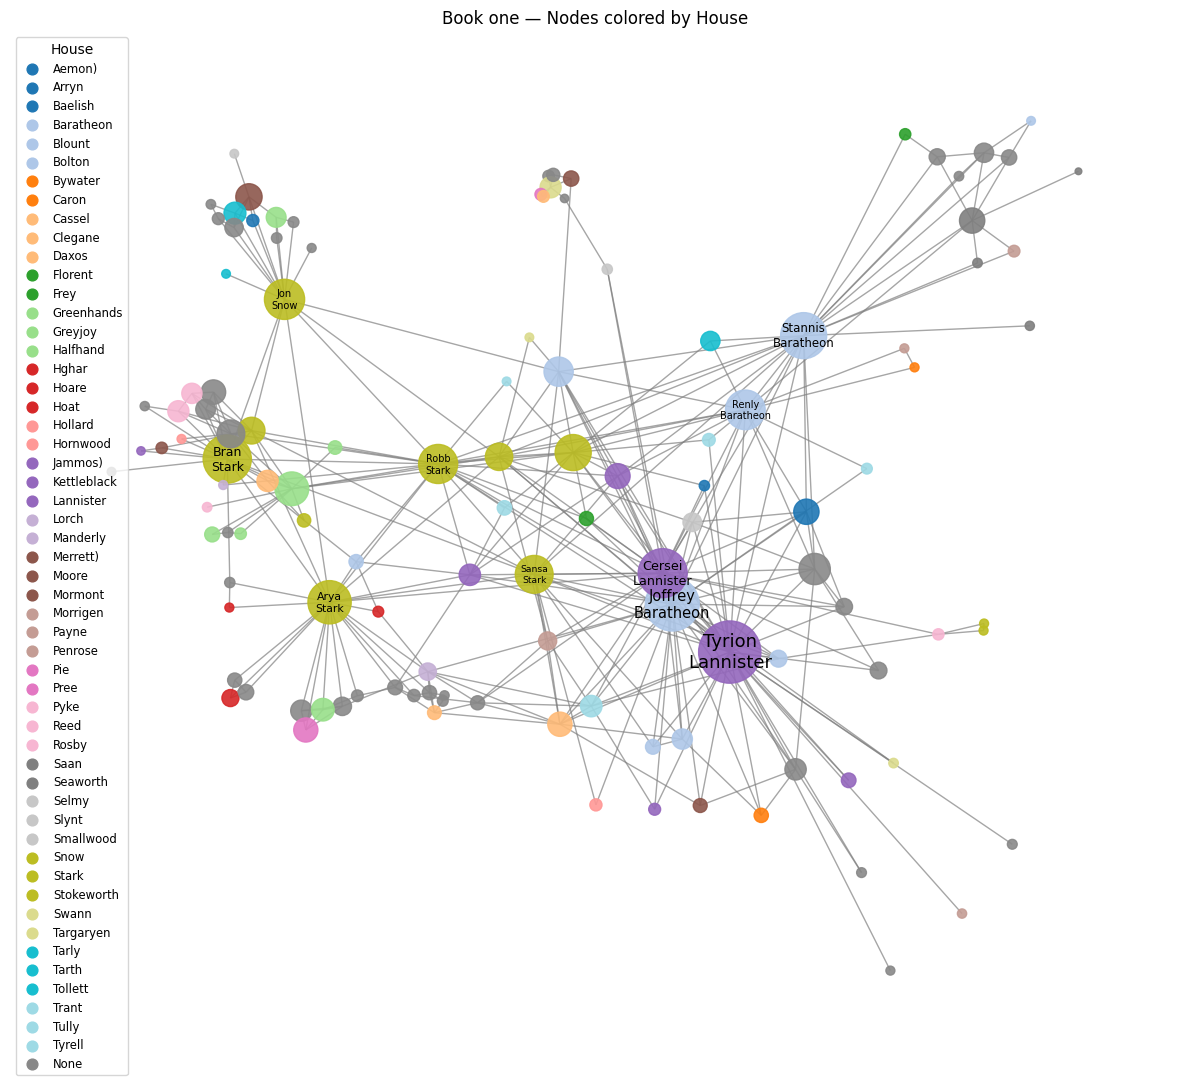 Book one — Nodes colored by House
House
Aemon)
Arryn
Baelish
Baratheon
Blount
Bolton
Bywater
Caron
Cassel
Clegane
Daxos
Florent
Frey
Greenhands
Greyjoy
Halfhand
Hghar
Hoare
Hoat
Hollard
Hornwood
Jammos)
Kettleblack
Lannister
Lorch
Manderly
Merrett)
Moore
Mormont
Morrigen
Payne
Penrose
Pie
Pree
Pyke
Reed
Rosby
Saan
Seaworth
Selmy
Slynt
Smallwood
Snow
Stark
Stokeworth
Swann
Targaryen
Tarly
Tarth
Tollett
Trant
Tully
Tyrell
None
Jon
Snow
Stannis
Baratheon
Renly
Baratheon
Bran
Stark
Robb
Stark
Sansa
Stark
Cersei
Lannister
Joffrey
Baratheon
Arya
Stark
Tyrion
Lannister